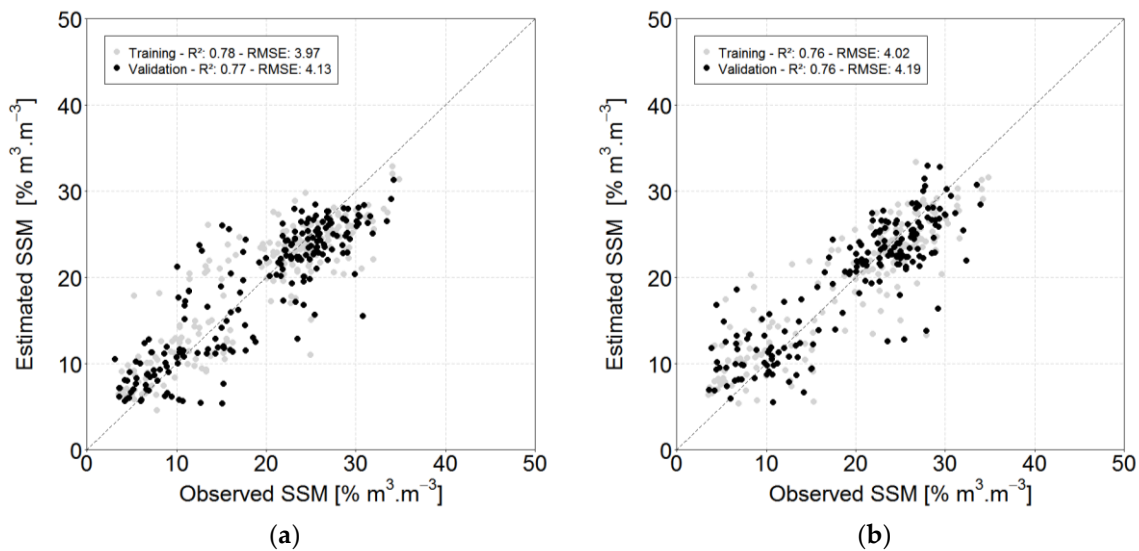 50
40
30
20
10
0
Estimated SSM [% m³.m⁻³]
Training - R²: 0.78 - RMSE: 3.97
Validation - R²: 0.77 - RMSE: 4.13
0 10 20 30 40 50
Observed SSM [% m³.m⁻³]
(a)
50
40
30
20
10
0
Estimated SSM [% m³.m⁻³]
Training - R²: 0.76 - RMSE: 4.02
Validation - R²: 0.76 - RMSE: 4.19
0 10 20 30 40 50
Observed SSM [% m³.m⁻³]
(b)